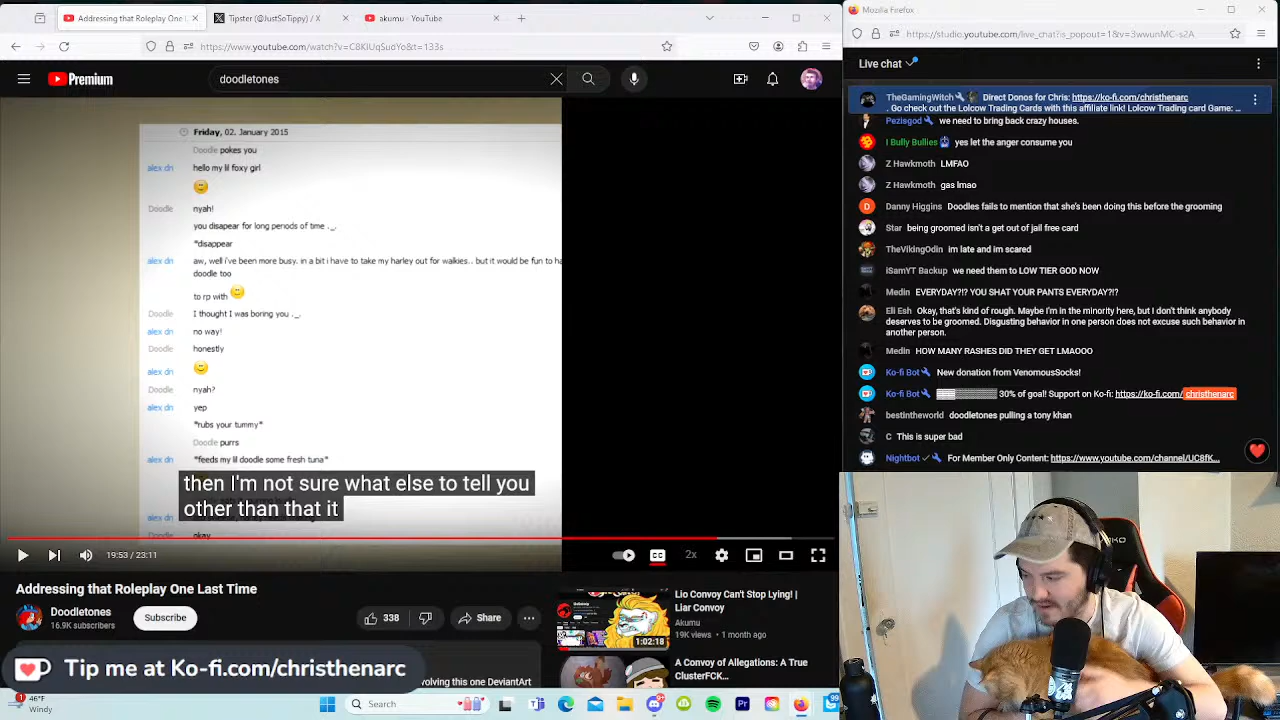 Addressing that Roleplay One L
Tipster (@JustSoTippy) / X
akumu - YouTube
https://www.youtube.com/watch?v=C8KIUqSudYo&t=133s
Premium
doodletones
Friday, 02. January 2015
Doodle pokes you
alex dn hello my lil foxy girl
Doodle nyah!
you disapear for long periods of time ._.
*disappear
alex dn aw, well i've been more busy. in a bit i have to take my harley out for walkies.. but it would be fun to ha
doodle too
to rp with
Doodle I thought I was boring you ._.
alex dn no way!
Doodle honestly
alex dn
Doodle nyah?
alex dn yep
*rubs your tummy*
Doodle purrs
alex dn *feeds my lil doodle some fresh tuna*
then I'm not sure what else to tell you
other than that it
alex dn
okay
19:53 / 23:11
2x
Addressing that Roleplay One Last Time
Doodletones
16.9K subscribers
Subscribe
338
Share
Lio Convoy Can't Stop Lying! |
Liar Convoy
Akumu
19K views • 1 month ago
1:02:18
A Convoy of Allegations: A True
ClusterFCK...
Tip me at Ko-fi.com/christhenarc
volving this one DeviantArt
1
46°F
Windy
Search
99
Mozilla Firefox
https://studio.youtube.com/live_chat?is_popout=1&v=3wwunMC-s2A
Live chat
TheGamingWitch Direct Donos for Chris: https://ko-fi.com/christhenarc
. Go check out the Lolcow Trading cards with this affiliate link! Lolcow Trading card Game: ...
Pezisgod we need to bring back crazy houses.
I Bully Bullies yes let the anger consume you
Z Hawkmoth LMFAO
Z Hawkmoth gas lmao
Danny Higgins Doodles fails to mention that she's been doing this before the grooming
Star being groomed isn't a get out of jail free card
TheVikingOdin im late and im scared
iSamYT Backup we need them to LOW TIER GOD NOW
Medin EVERYDAY?!? YOU SHAT YOUR PANTS EVERYDAY?!
Eli Esh Okay, that's kind of rough. Maybe I'm in the minority here, but I don't think anybody
deserves to be groomed. Disgusting behavior in one person does not excuse such behavior in
another person.
Medin HOW MANY RASHES DID THEY GET LMAOOO
Ko-fi Bot New donation from VenomousSocks!
Ko-fi Bot 30% of goal! Support on Ko-fi: https://ko-fi.com/christhenarc
bestintheworld doodletones pulling a tony khan
C This is super bad
Nightbot For Member Only Content: https://www.youtube.com/channel/UC8fK...